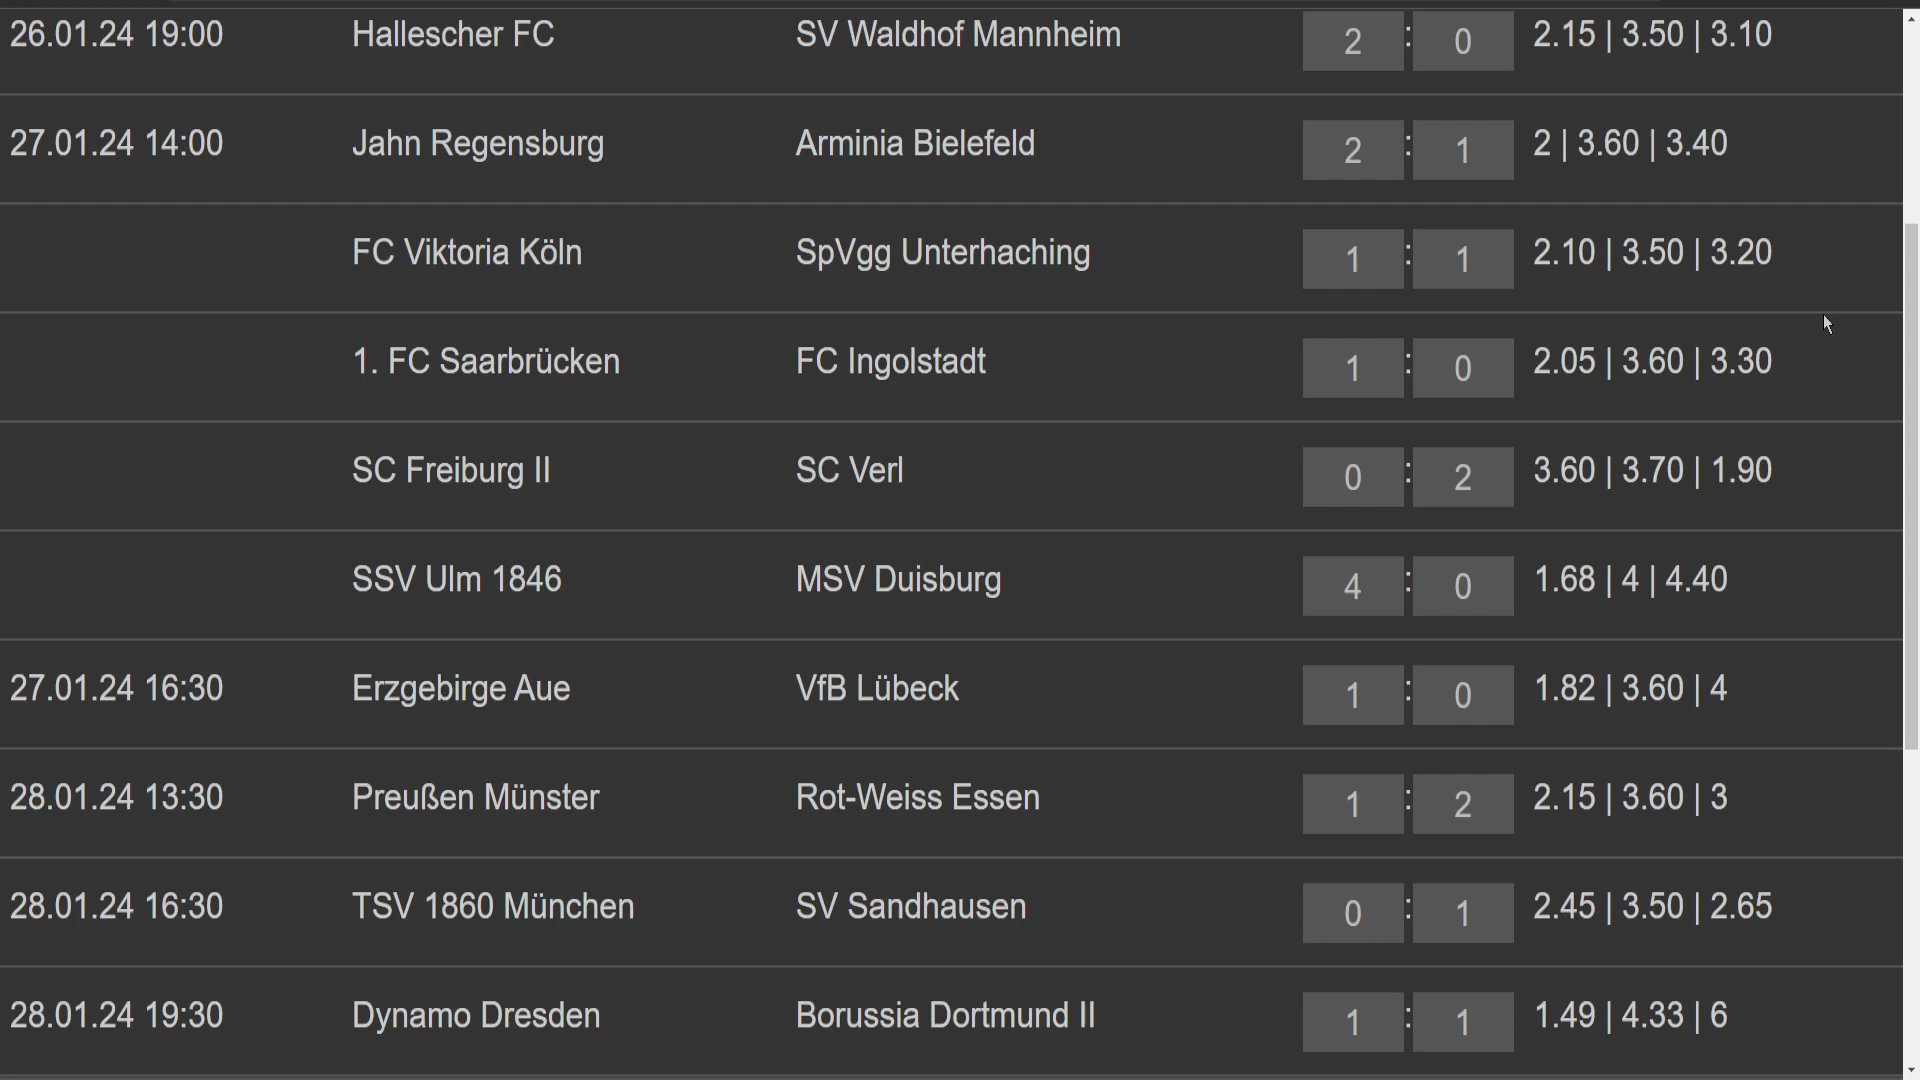 26.01.24 19:00 Hallescher FC SV Waldhof Mannheim 2 : 0 2.15 | 3.50 | 3.10
27.01.24 14:00 Jahn Regensburg Arminia Bielefeld 2 : 1 2 | 3.60 | 3.40
FC Viktoria Köln SpVgg Unterhaching 1 : 1 2.10 | 3.50 | 3.20
1. FC Saarbrücken FC Ingolstadt 1 : 0 2.05 | 3.60 | 3.30
SC Freiburg II SC Verl 0 : 2 3.60 | 3.70 | 1.90
SSV Ulm 1846 MSV Duisburg 4 : 0 1.68 | 4 | 4.40
27.01.24 16:30 Erzgebirge Aue VfB Lübeck 1 : 0 1.82 | 3.60 | 4
28.01.24 13:30 Preußen Münster Rot-Weiss Essen 1 : 2 2.15 | 3.60 | 3
28.01.24 16:30 TSV 1860 München SV Sandhausen 0 : 1 2.45 | 3.50 | 2.65
28.01.24 19:30 Dynamo Dresden Borussia Dortmund II 1 : 1 1.49 | 4.33 | 6